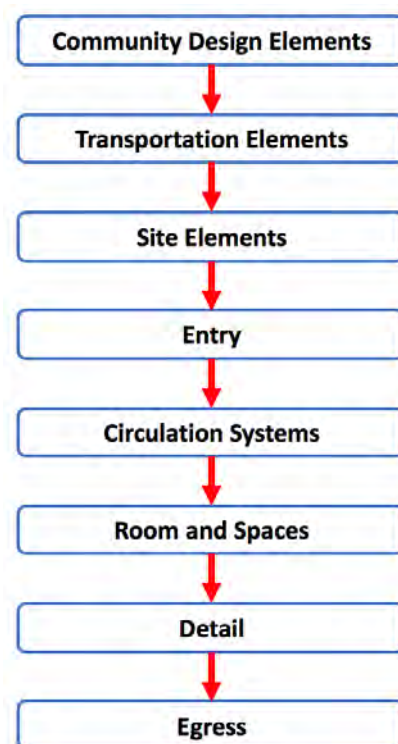 Community Design Elements
Transportation Elements
Site Elements
Entry
Circulation Systems
Room and Spaces
Detail
Egress